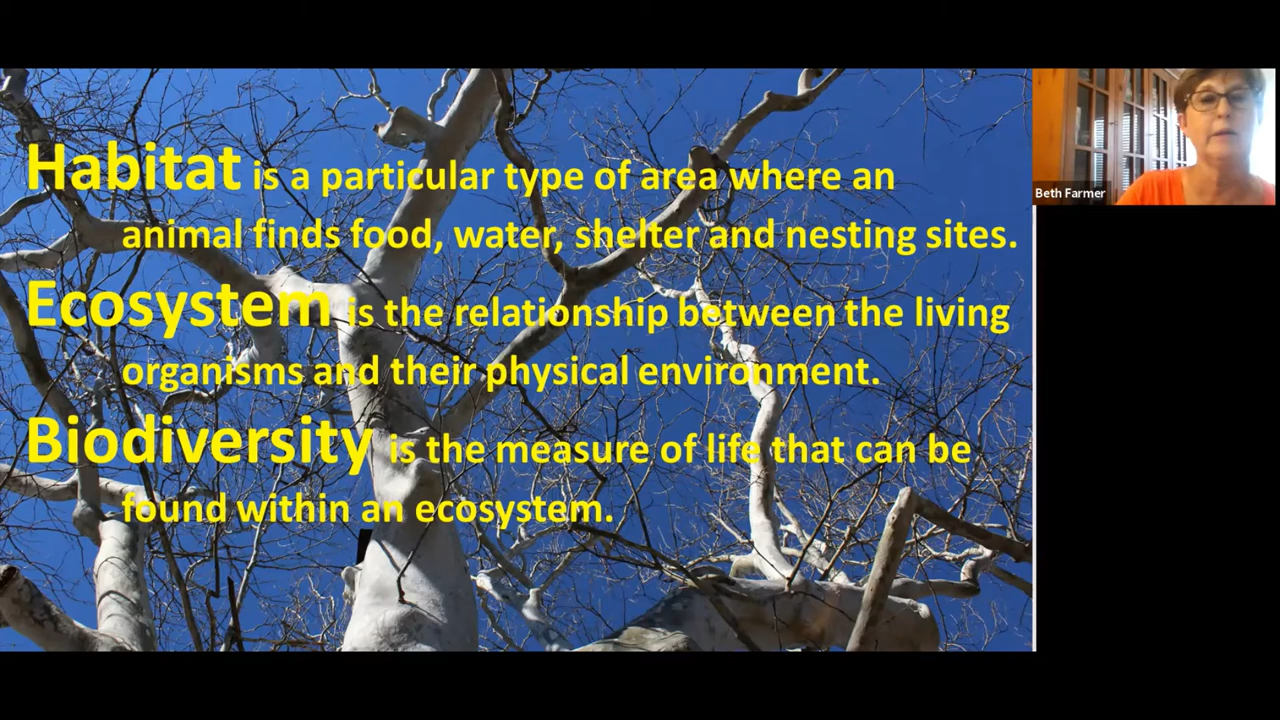 Habitat is a particular type of area where an
animal finds food, water, shelter and nesting sites.
Ecosystem is the relationship between the living
organisms and their physical environment.
Biodiversity is the measure of life that can be
found within an ecosystem.
Beth Farmer